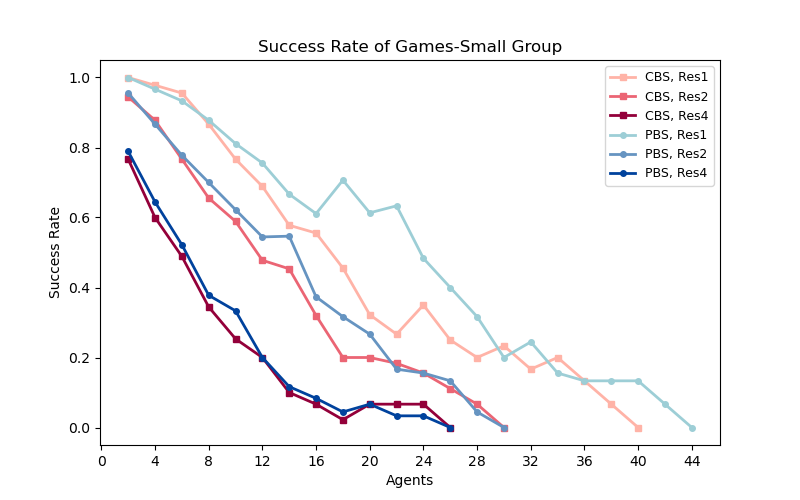 Success Rate of Games-Small Group
1.0
0.8
0.6
0.4
0.2
0.0
Success Rate
CBS, Res1
CBS, Res2
CBS, Res4
PBS, Res1
PBS, Res2
PBS, Res4
0 4 8 12 16 20 24 28 32 36 40 44
Agents